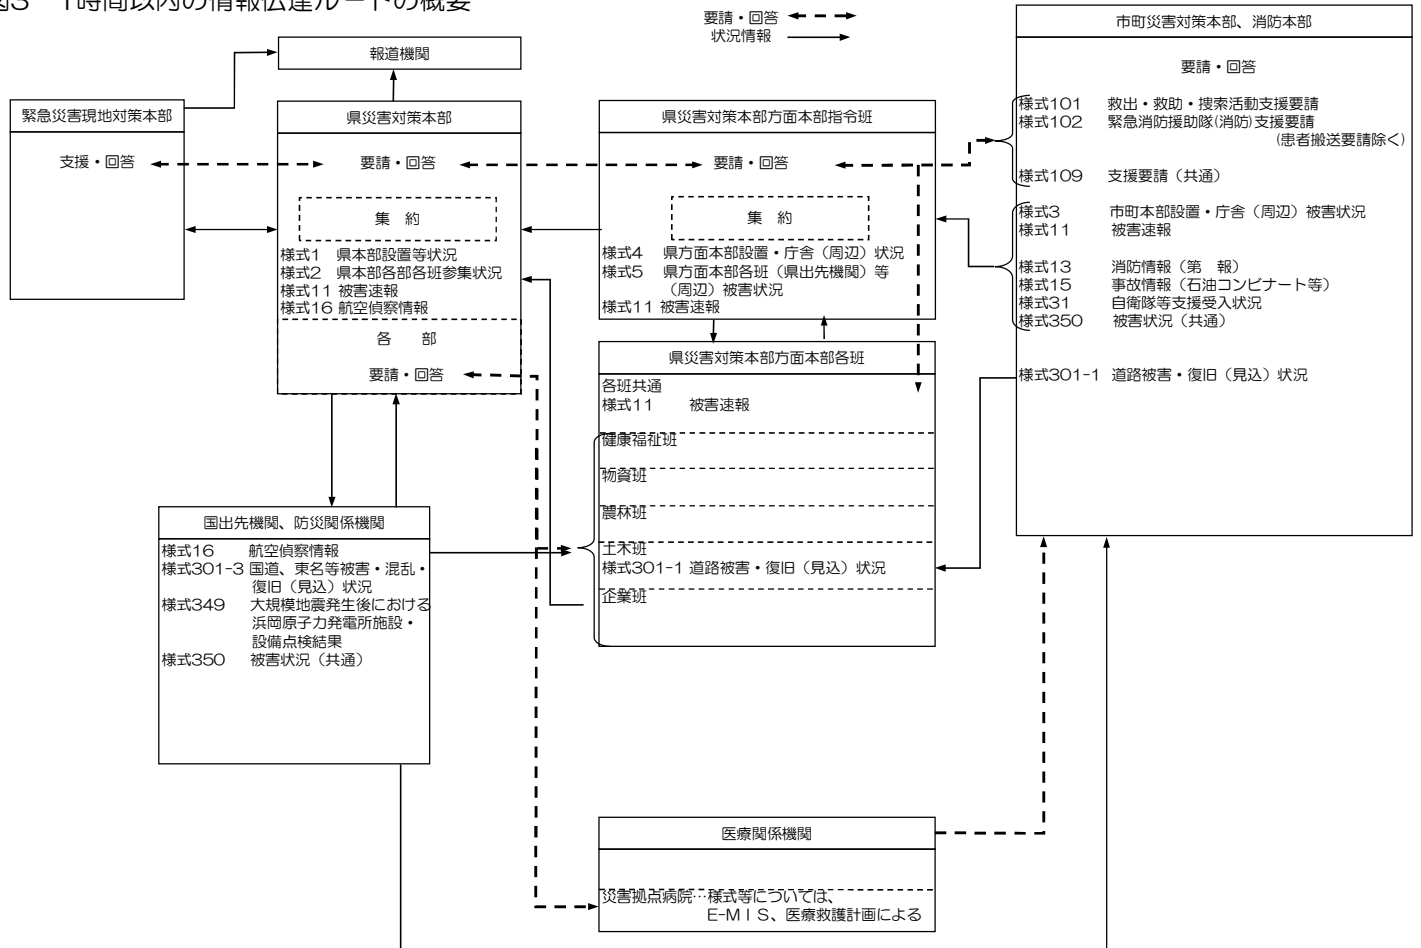 図3　1時間以内の情報伝達ルートの概要
要請・回答
状況情報
報道機関
緊急災害現地対策本部
支援・回答
県災害対策本部
要請・回答
集　約
様式1　県本部設置等状況
様式2　県本部各部各班参集状況
様式11 被害速報
様式16 航空偵察情報
各　部
要請・回答
県災害対策本部方面本部指令班
要請・回答
集　約
様式4　県方面本部設置・庁舎（周辺）状況
様式5　県方面本部各班（県出先機関）等
（周辺）被害状況
様式11 被害速報
県災害対策本部方面本部各班
各班共通
様式11　被害速報
健康福祉班
物資班
農林班
土木班
様式301-1 道路被害・復旧（見込）状況
企業班
市町災害対策本部、消防本部
要請・回答
様式101　救出・救助・捜索活動支援要請
様式102　緊急消防援助隊(消防)支援要請
(患者搬送要請除く)
様式109　支援要請（共通）
様式3　市町本部設置・庁舎（周辺）被害状況
様式11　被害速報
様式13　消防情報（第　報）
様式15　事故情報（石油コンビナート等）
様式31　自衛隊等支援受入状況
様式350　被害状況（共通）
様式301-1 道路被害・復旧（見込）状況
国出先機関、防災関係機関
様式16　航空偵察情報
様式301-3 国道、東名等被害・混乱・
復旧（見込）状況
様式349　大規模地震発生後における
浜岡原子力発電所施設・
設備点検結果
様式350　被害状況（共通）
医療関係機関
災害拠点病院…様式等については、
E-MＩＳ、医療救護計画による